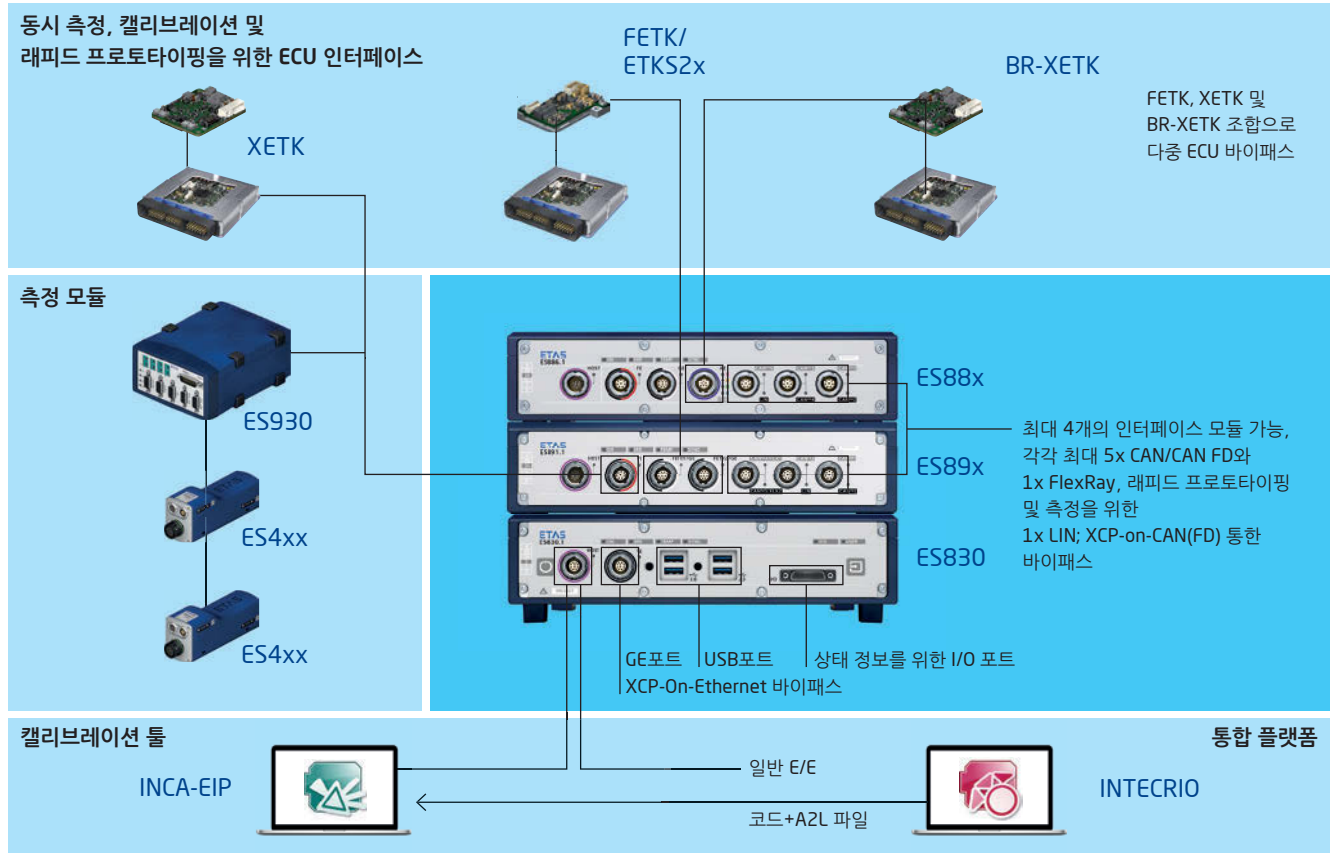 동시 측정, 캘리브레이션 및
래피드 프로토타이핑을 위한 ECU 인터페이스
XETK
FETK/
ETKS2x
BR-XETK
FETK, XETK 및
BR-XETK 조합으로
다중 ECU 바이패스
측정 모듈
ES930
ES4xx
ES4xx
ETAS
ES886.1
HOST
ES88x
ETAS
ES891.1
HOST
ES89x
ETAS
ES830.1
HOST
ES830
최대 4개의 인터페이스 모듈 가능,
각각 최대 5x CAN/CAN FD와
1x FlexRay, 래피드 프로토타이핑
및 측정을 위한
1x LIN; XCP-on-CAN(FD) 통한
바이패스
GE포트
USB포트
상태 정보를 위한 I/O 포트
XCP-On-Ethernet 바이패스
캘리브레이션 툴
통합 플랫폼
INCA-EIP
일반 E/E
INTECRIO
코드+A2L 파일